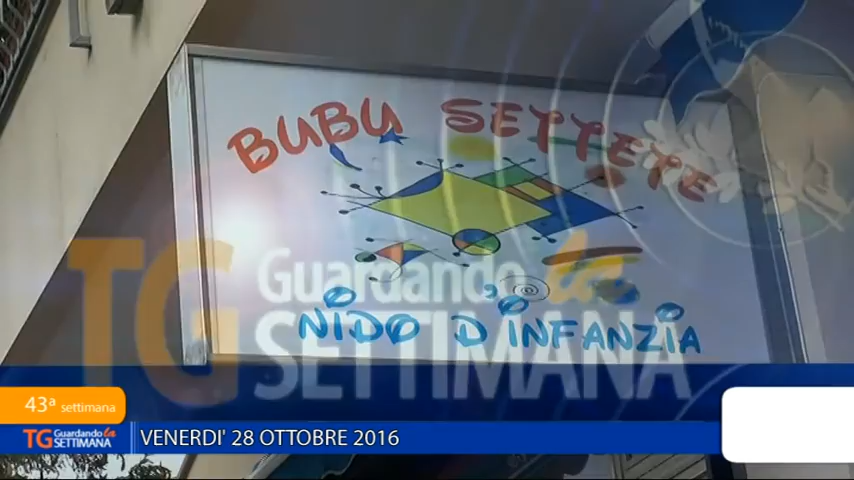 BUBU SETTETE
TG Guardando la
SETTIMANA
NIDO D'INFANZIA
43ª settimana
TG Guardando la
SETTIMANA
VENERDI' 28 OTTOBRE 2016